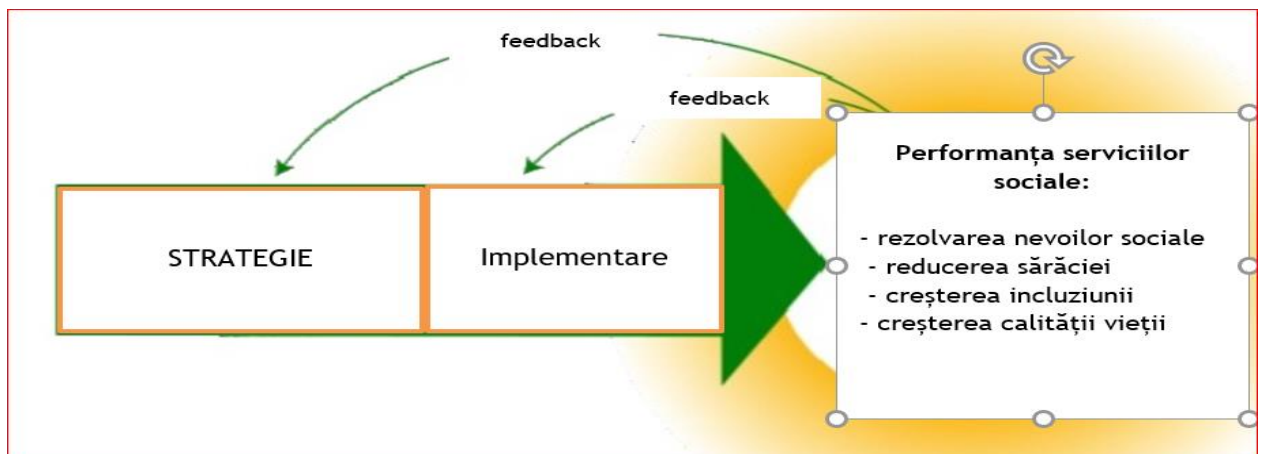 feedback
feedback
STRATEGIE
Implementare
Performanța serviciilor
sociale:
- rezolvarea nevoilor sociale
- reducerea sărăciei
- creșterea incluziunii
- creșterea calității vieții